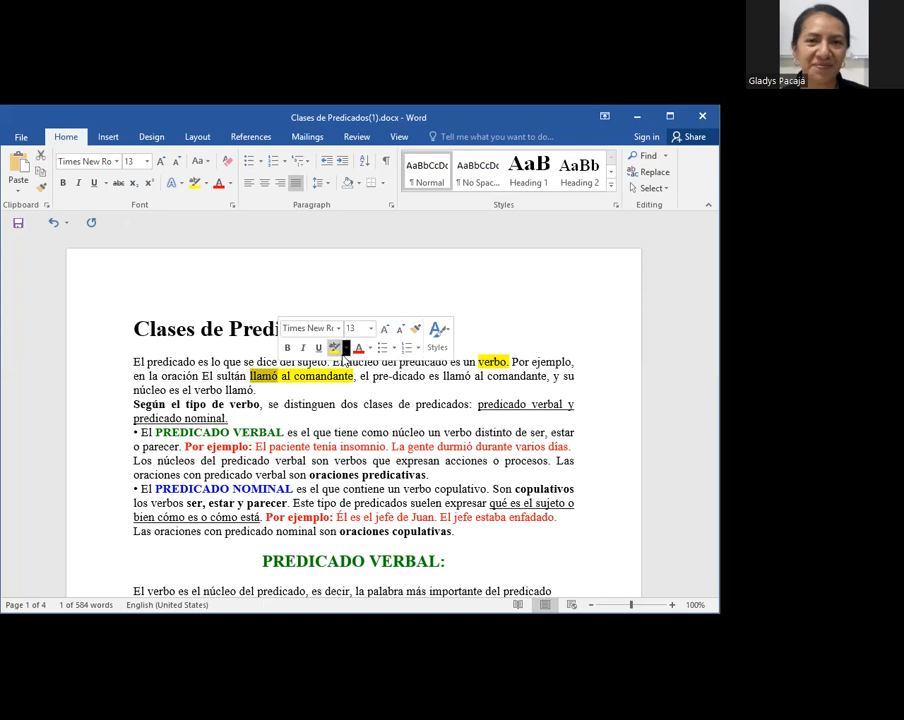 Gladys Pacajá
Clases de Predicados(1).docx - Word
File Home Insert Design Layout References Mailings Review View Tell me what you want to do... Sign in Share
Paste
Times New Ro 13 Aa
AaBbCcDc AaBbCcDc AaB AaBb
¶ Normal ¶ No Spac... Heading 1 Heading 2
Find
Replace
Select
B I U abc x₂ x² A ab A
Clipboard Font Paragraph Styles Editing
Clases de Predi
Times New Ro 13
B I U ab A Styles
El predicado es lo que se dice del sujeto. El núcleo del predicado es un verbo. Por ejemplo,
en la oración El sultán llamó al comandante, el pre-dicado es llamó al comandante, y su
núcleo es el verbo llamó.
Según el tipo de verbo, se distinguen dos clases de predicados: predicado verbal y
predicado nominal.
• El PREDICADO VERBAL es el que tiene como núcleo un verbo distinto de ser, estar
o parecer. Por ejemplo: El paciente tenía insomnio. La gente durmió durante varios días.
Los núcleos del predicado verbal son verbos que expresan acciones o procesos. Las
oraciones con predicado verbal son oraciones predicativas.
• El PREDICADO NOMINAL es el que contiene un verbo copulativo. Son copulativos
los verbos ser, estar y parecer. Este tipo de predicados suelen expresar qué es el sujeto o
bien cómo es o cómo está. Por ejemplo: Él es el jefe de Juan. El jefe estaba enfadado.
Las oraciones con predicado nominal son oraciones copulativas.
PREDICADO VERBAL:
El verbo es el núcleo del predicado, es decir, la palabra más importante del predicado
Page 1 of 4 1 of 584 words English (United States) 100%